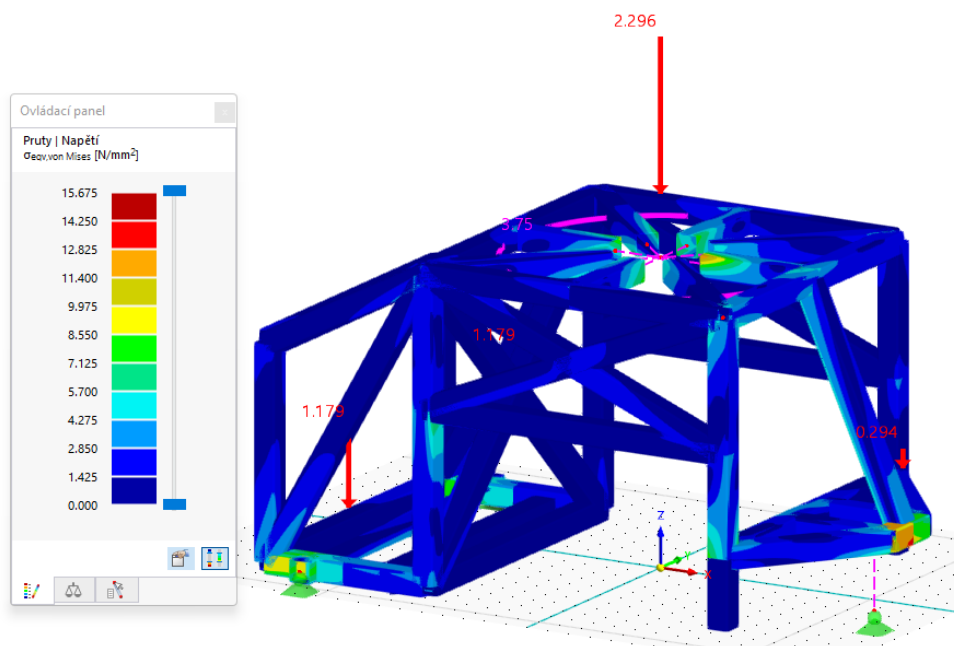 2.296
Ovládací panel
Pruty | Napětí
σeqv,von Mises [N/mm²]
15.675
14.250
12.825
11.400
9.975
8.550
7.125
5.700
4.275
2.850
1.425
0.000
3.75
1.179
1.179
0.294
Z
Y
X